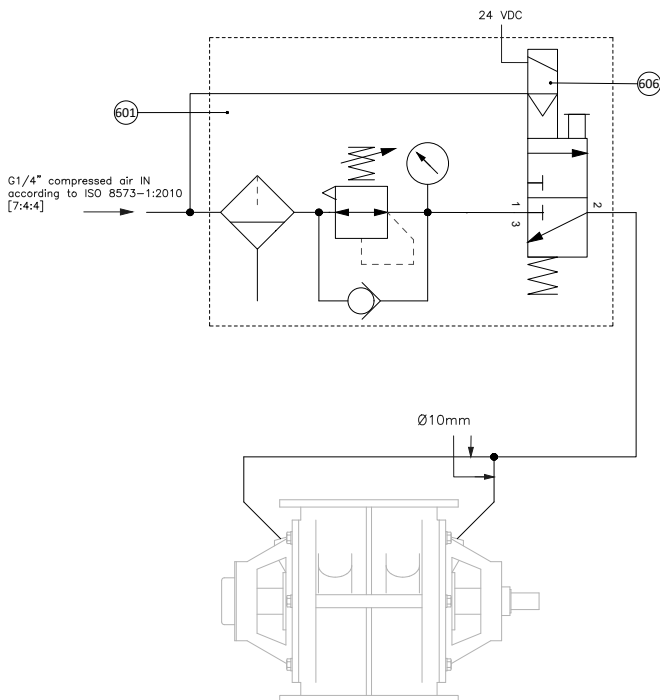 24 VDC
606
601
G1/4" compressed air IN
according to ISO 8573-1:2010
[7:4:4]
1
3
2
Ø10mm